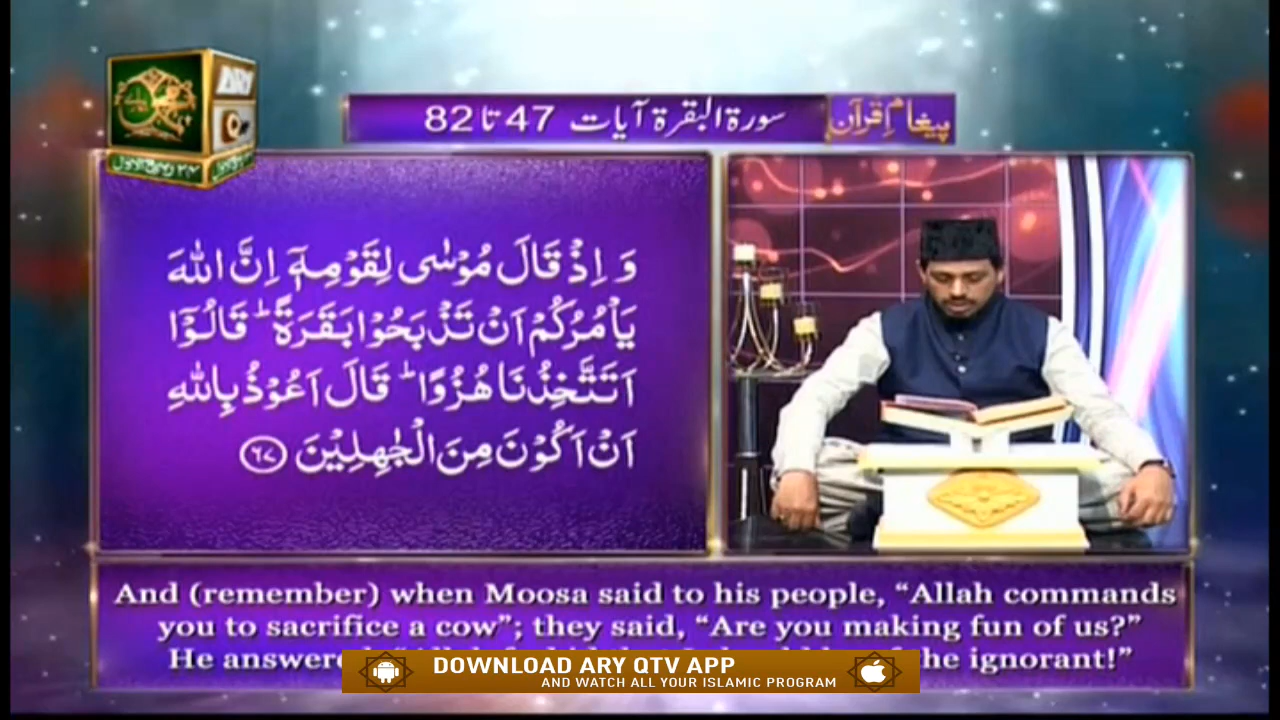 ARY
پیغامِ قرآن
سورۃ البقرۃ آیات 47 تا 82
وَ اِذْ قَالَ مُوْسٰى لِقَوْمِهٖۤ اِنَّ اللّٰهَ
یَاْمُرُكُمْ اَنْ تَذْبَحُوْا بَقَرَةًؕ قَالُوْۤا
اَتَتَّخِذُنَا هُزُوًاؕ قَالَ اَعُوْذُ بِاللّٰهِ
اَنْ اَكُوْنَ مِنَ الْجٰهِلِیْنَ ٦٧
And (remember) when Moosa said to his people, “Allah commands
you to sacrifice a cow”; they said, “Are you making fun of us?”
He the ignorant!”
DOWNLOAD ARY QTV APP
AND WATCH ALL YOUR ISLAMIC PROGRAM